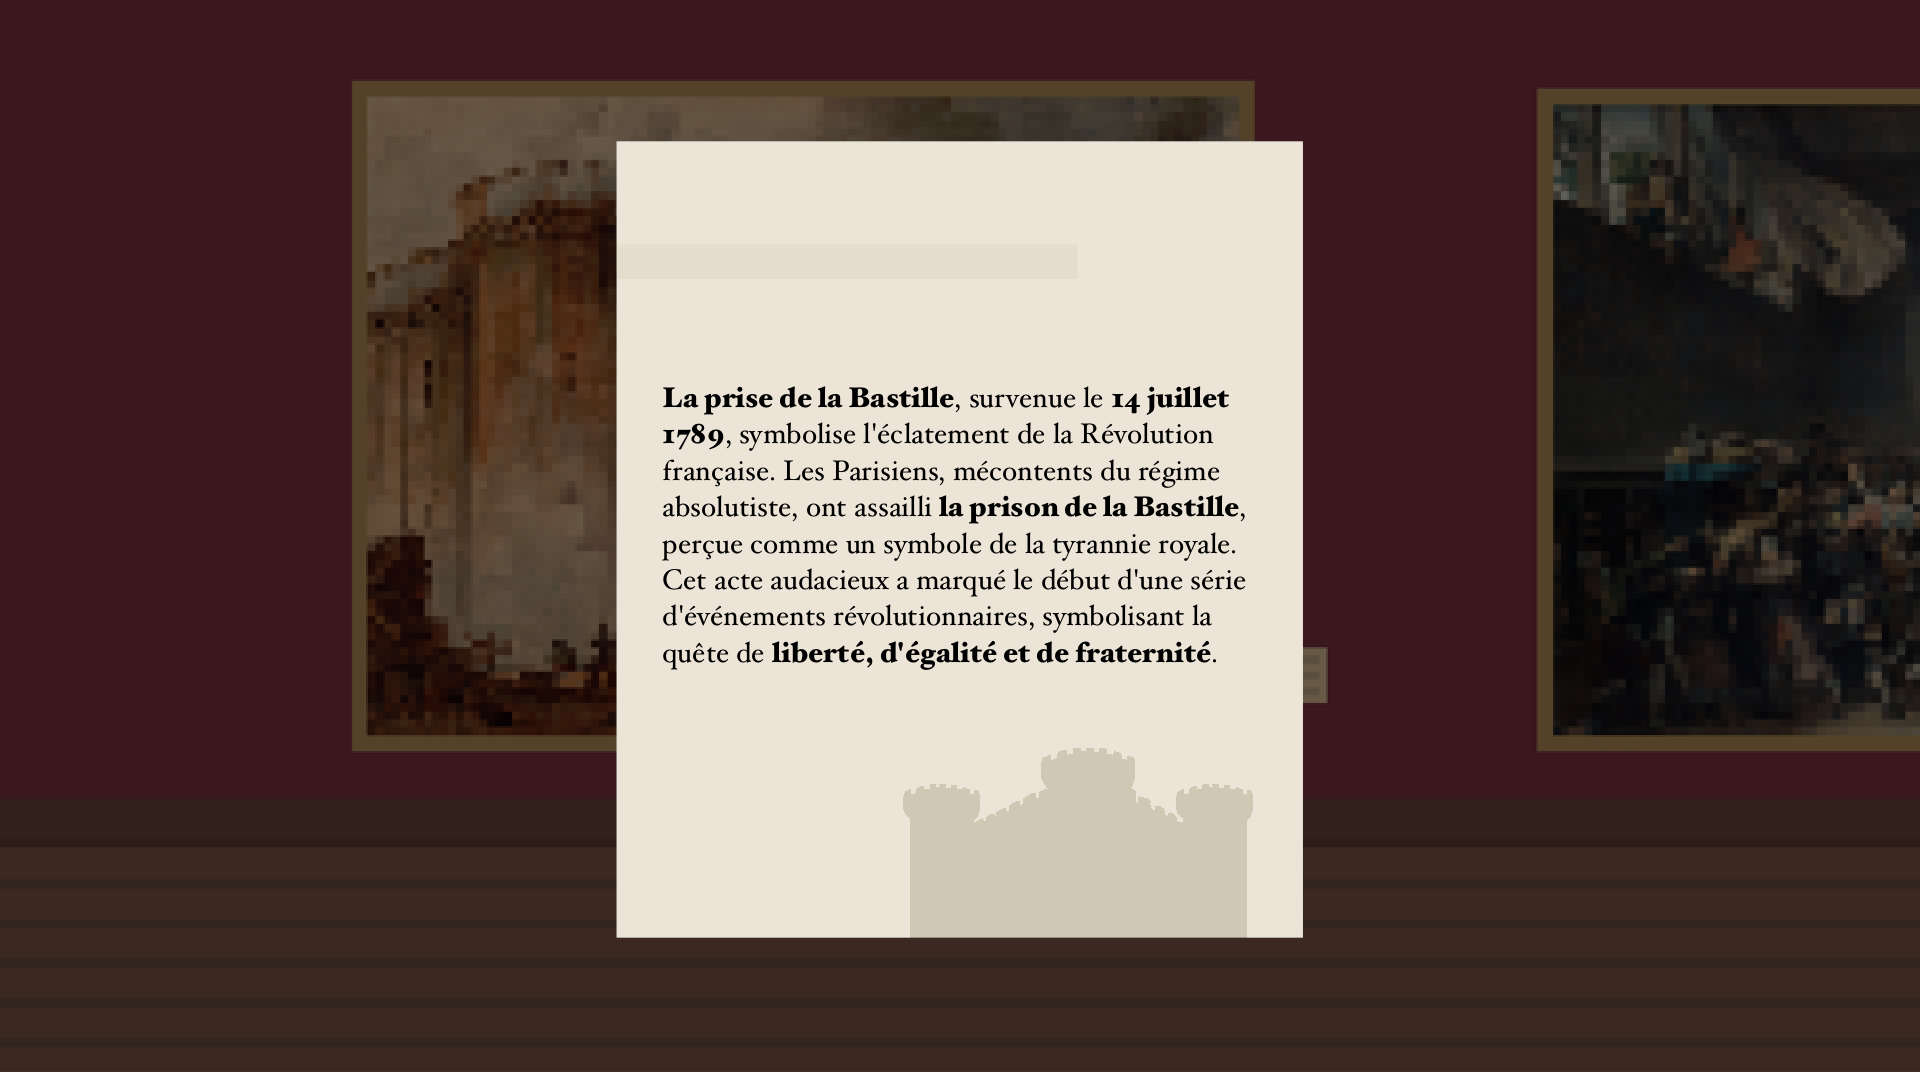 La prise de la Bastille, survenue le 14 juillet
1789, symbolise l'éclatement de la Révolution
française. Les Parisiens, mécontents du régime
absolutiste, ont assailli la prison de la Bastille,
perçue comme un symbole de la tyrannie royale.
Cet acte audacieux a marqué le début d'une série
d'événements révolutionnaires, symbolisant la
quête de liberté, d'égalité et de fraternité.